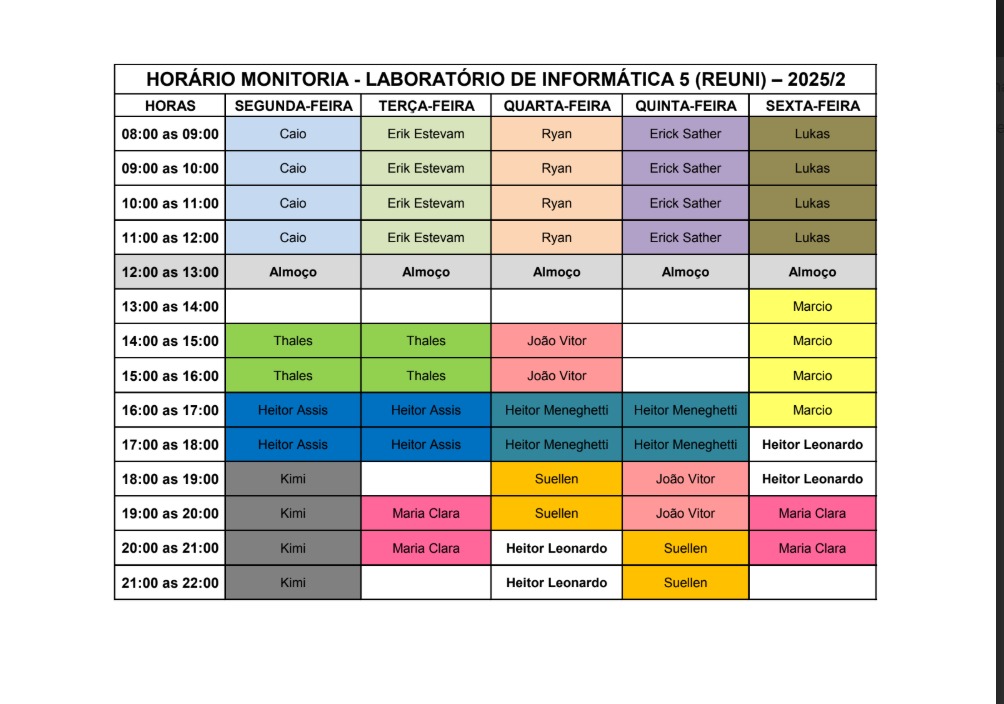 HORÁRIO MONITORIA - LABORATÓRIO DE INFORMÁTICA 5 (REUNI) – 2025/2
HORAS SEGUNDA-FEIRA TERÇA-FEIRA QUARTA-FEIRA QUINTA-FEIRA SEXTA-FEIRA
08:00 as 09:00 Caio Erik Estevam Ryan Erick Sather Lukas
09:00 as 10:00 Caio Erik Estevam Ryan Erick Sather Lukas
10:00 as 11:00 Caio Erik Estevam Ryan Erick Sather Lukas
11:00 as 12:00 Caio Erik Estevam Ryan Erick Sather Lukas
12:00 as 13:00 Almoço Almoço Almoço Almoço Almoço
13:00 as 14:00 Marcio
14:00 as 15:00 Thales Thales João Vitor Marcio
15:00 as 16:00 Thales Thales João Vitor Marcio
16:00 as 17:00 Heitor Assis Heitor Assis Heitor Meneghetti Heitor Meneghetti Marcio
17:00 as 18:00 Heitor Assis Heitor Assis Heitor Meneghetti Heitor Meneghetti Heitor Leonardo
18:00 as 19:00 Kimi Suellen João Vitor Heitor Leonardo
19:00 as 20:00 Kimi Maria Clara Suellen João Vitor Maria Clara
20:00 as 21:00 Kimi Maria Clara Heitor Leonardo Suellen Maria Clara
21:00 as 22:00 Kimi Heitor Leonardo Suellen